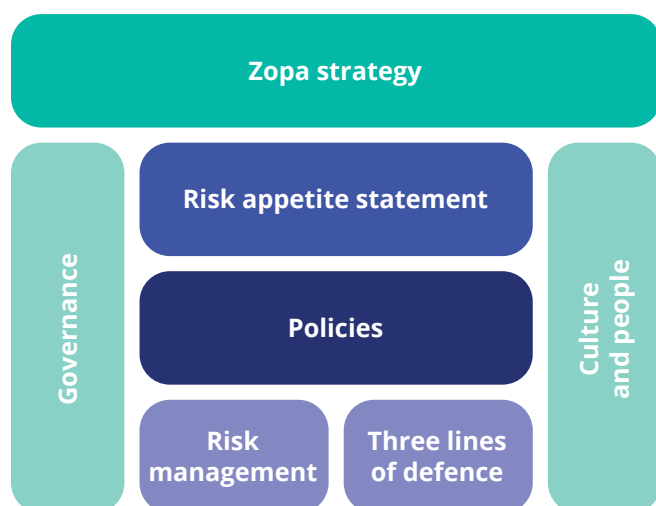 Zopa strategy
Governance
Risk appetite statement
Policies
Risk
management
Three lines
of defence
Culture
and people